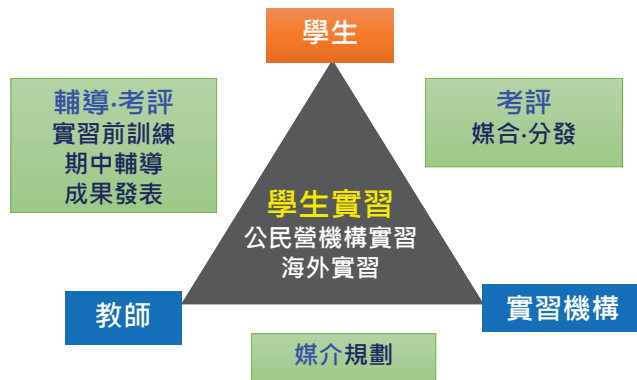 學生
輔導·考評
實習前訓練
期中輔導
成果發表
考評
媒合·分發
學生實習
公民營機構實習
海外實習
教師
實習機構
媒介規劃